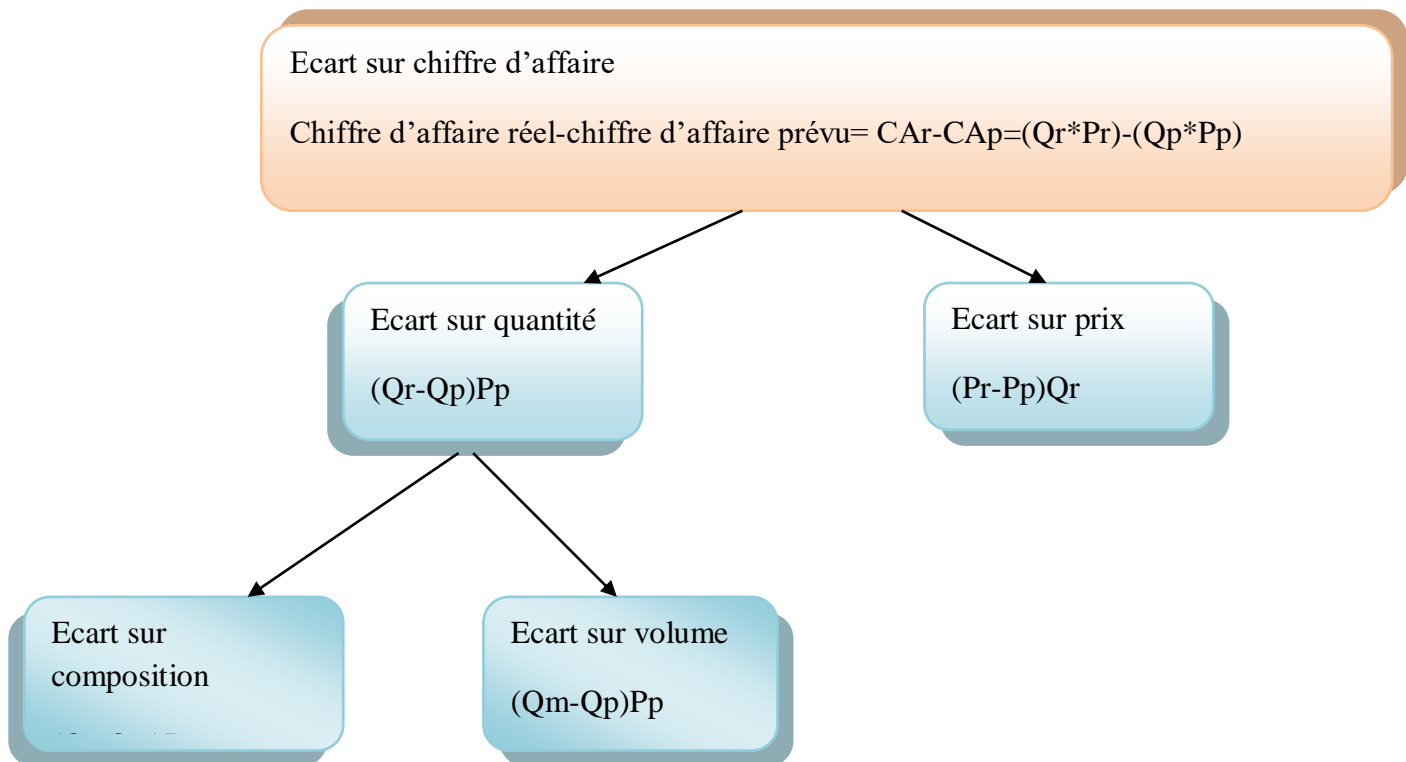 Ecart sur chiffre d’affaire
Chiffre d’affaire réel-chiffre d’affaire prévu= CAr-CAp=(Qr*Pr)-(Qp*Pp)
Ecart sur quantité
(Qr-Qp)Pp
Ecart sur prix
(Pr-Pp)Qr
Ecart sur
composition
Ecart sur volume
(Qm-Qp)Pp